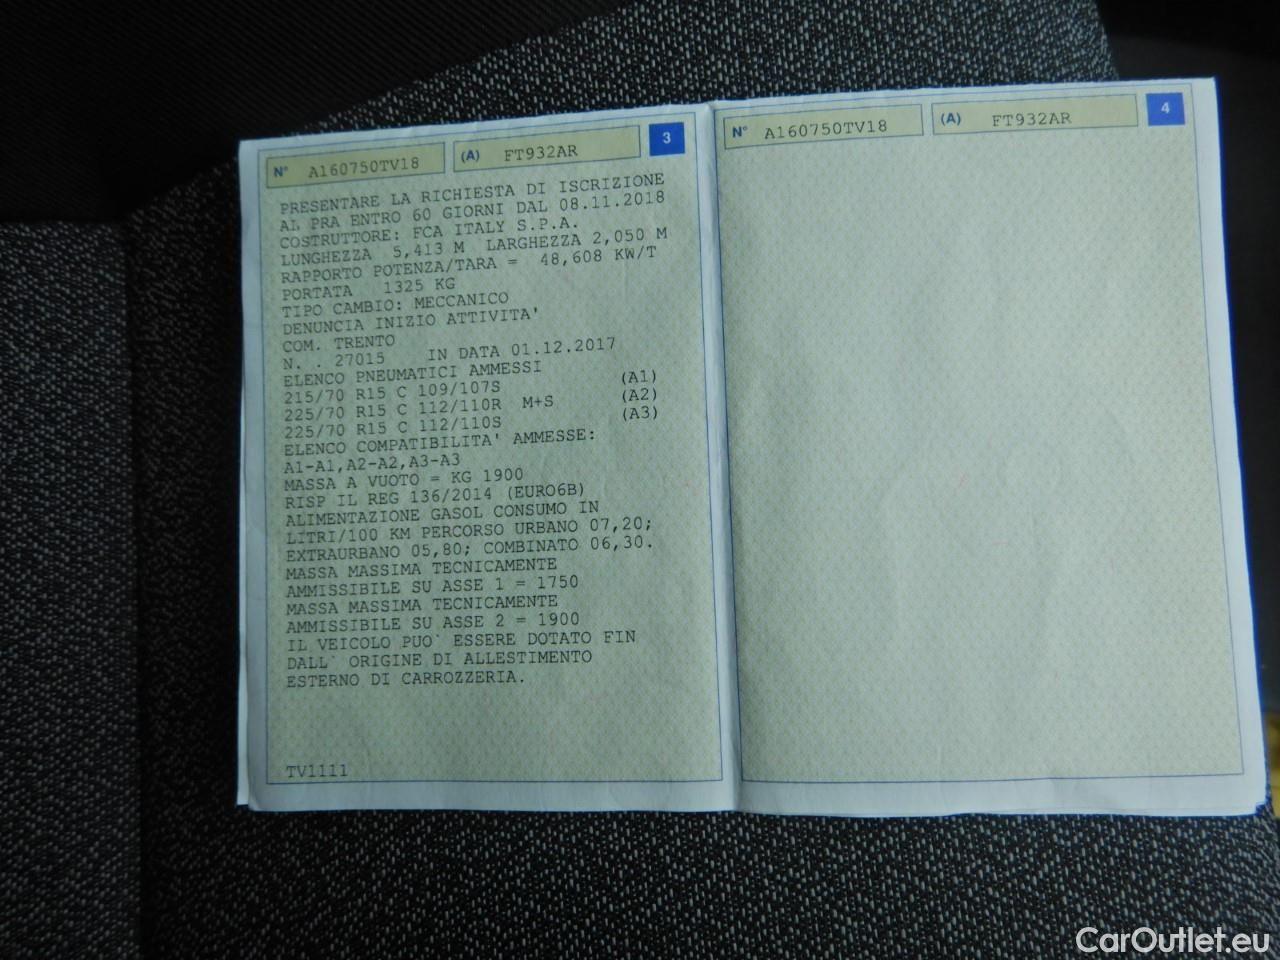 N° A160750TV18 (A) FT932AR 3
PRESENTARE LA RICHIESTA DI ISCRIZIONE
AL PRA ENTRO 60 GIORNI DAL 08.11.2018
COSTRUTTORE: FCA ITALY S.P.A.
LUNGHEZZA 5,413 M LARGHEZZA 2,050 M
RAPPORTO POTENZA/TARA = 48,608 KW/T
PORTATA 1325 KG
TIPO CAMBIO: MECCANICO
DENUNCIA INIZIO ATTIVITA'
COM. TRENTO
N. . 27015 IN DATA 01.12.2017
ELENCO PNEUMATICI AMMESSI
215/70 R15 C 109/107S (A1)
225/70 R15 C 112/110R M+S (A2)
225/70 R15 C 112/110S (A3)
ELENCO COMPATIBILITA' AMMESSE:
A1-A1,A2-A2,A3-A3
MASSA A VUOTO = KG 1900
RISP IL REG 136/2014 (EURO6B)
ALIMENTAZIONE GASOL CONSUMO IN
LITRI/100 KM PERCORSO URBANO 07,20;
EXTRAURBANO 05,80; COMBINATO 06,30.
MASSA MASSIMA TECNICAMENTE
AMMISSIBILE SU ASSE 1 = 1750
MASSA MASSIMA TECNICAMENTE
AMMISSIBILE SU ASSE 2 = 1900
IL VEICOLO PUO` ESSERE DOTATO FIN
DALL` ORIGINE DI ALLESTIMENTO
ESTERNO DI CARROZZERIA.
TV1111
N° A160750TV18 (A) FT932AR 4
CarOutlet.eu